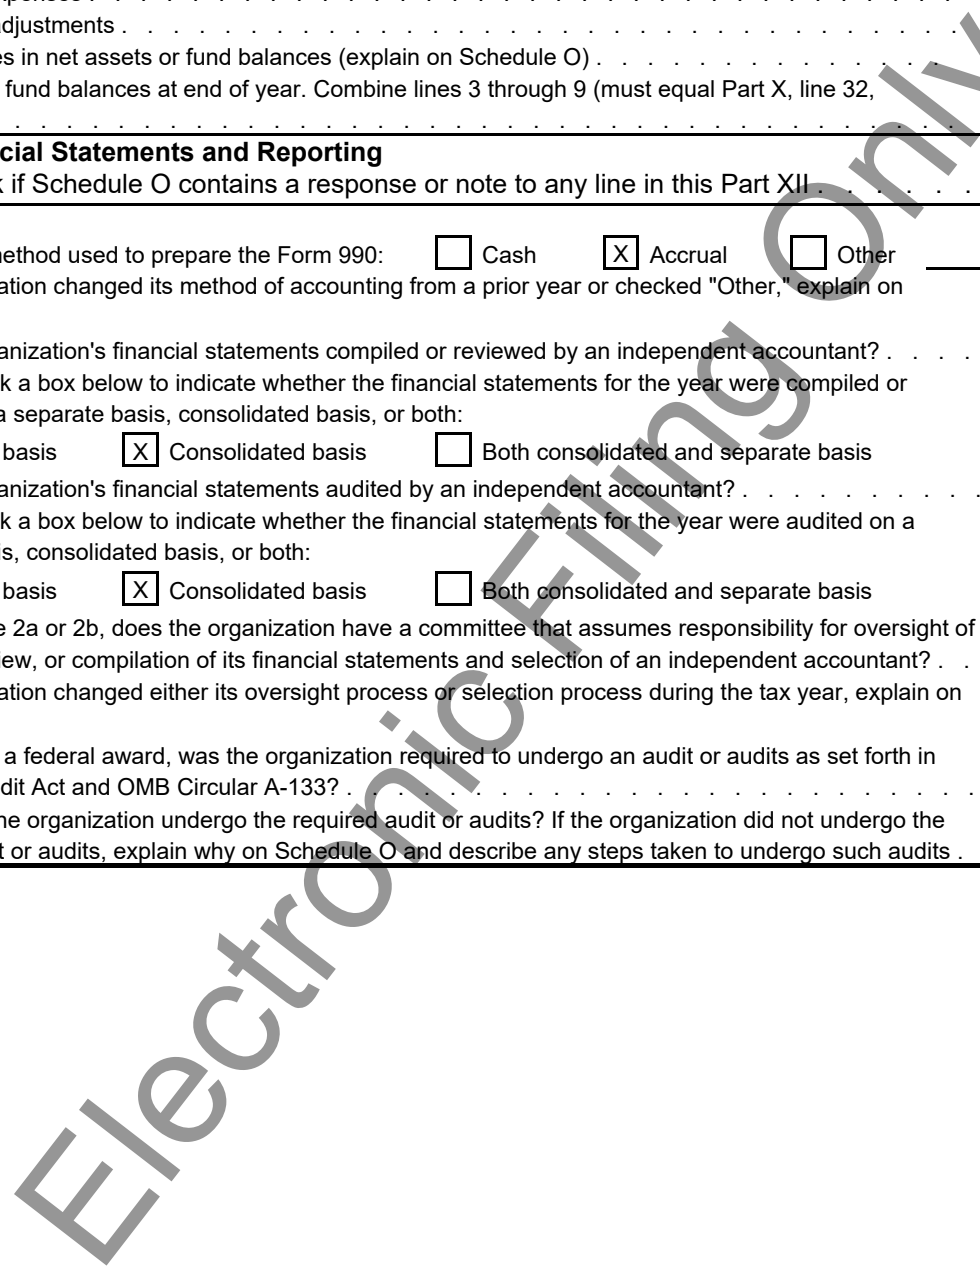 adjustments . . . . . . . . . . . . . . . . . . . . . . . . . . .
es in net assets or fund balances (explain on Schedule O) . . . . . . . . . . . . .
fund balances at end of year. Combine lines 3 through 9 (must equal Part X, line 32,
. . . . . . . . . . . . . . . . . . . . . . . . . . . . . . . . . . . . .
cial Statements and Reporting
k if Schedule O contains a response or note to any line in this Part XII . . . . . .
method used to prepare the Form 990: Cash X Accrual Other
ation changed its method of accounting from a prior year or checked "Other," explain on
anization's financial statements compiled or reviewed by an independent accountant? . . . .
k a box below to indicate whether the financial statements for the year were compiled or
a separate basis, consolidated basis, or both:
basis X Consolidated basis Both consolidated and separate basis
anization's financial statements audited by an independent accountant? . . . . . . . . . .
k a box below to indicate whether the financial statements for the year were audited on a
is, consolidated basis, or both:
basis X Consolidated basis Both consolidated and separate basis
e 2a or 2b, does the organization have a committee that assumes responsibility for oversight of
iew, or compilation of its financial statements and selection of an independent accountant? . .
ation changed either its oversight process or selection process during the tax year, explain on
a federal award, was the organization required to undergo an audit or audits as set forth in
dit Act and OMB Circular A-133? . . . . . . . . . . . . . . . . . . . . .
he organization undergo the required audit or audits? If the organization did not undergo the
t or audits, explain why on Schedule O and describe any steps taken to undergo such audits .
Electronic Filing Only